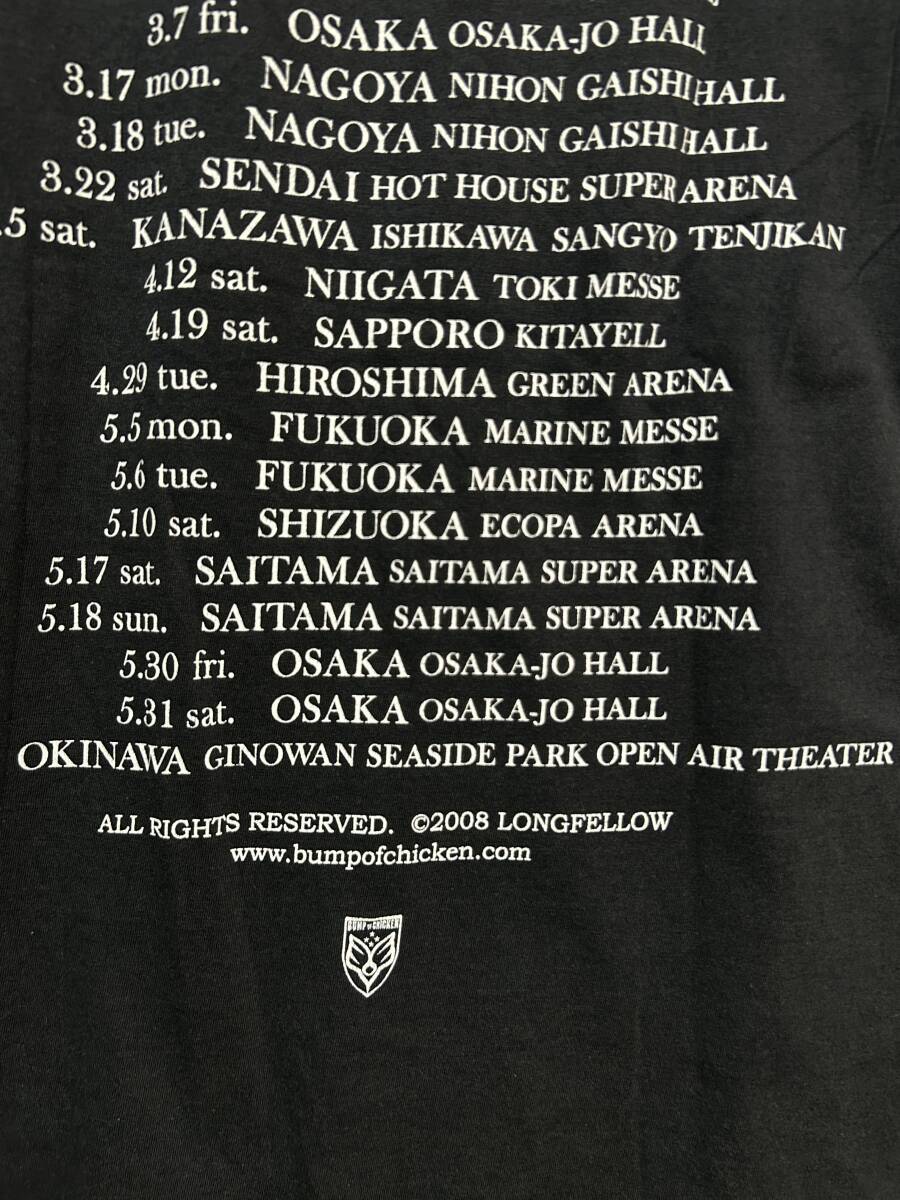 3.7 fri. OSAKA OSAKA-JO HALL
3.17 mon. NAGOYA NIHON GAISHI HALL
3.18 tue. NAGOYA NIHON GAISHI HALL
3.22 sat. SENDAI HOT HOUSE SUPER ARENA
.5 sat. KANAZAWA ISHIKAWA SANGYO TENJIKAN
4.12 sat. NIIGATA TOKI MESSE
4.19 sat. SAPPORO KITAYELL
4.29 tue. HIROSHIMA GREEN ARENA
5.5 mon. FUKUOKA MARINE MESSE
5.6 tue. FUKUOKA MARINE MESSE
5.10 sat. SHIZUOKA ECOPA ARENA
5.17 sat. SAITAMA SAITAMA SUPER ARENA
5.18 sun. SAITAMA SAITAMA SUPER ARENA
5.30 fri. OSAKA OSAKA-JO HALL
5.31 sat. OSAKA OSAKA-JO HALL
OKINAWA GINOWAN SEASIDE PARK OPEN AIR THEATER
ALL RIGHTS RESERVED. ©2008 LONGFELLOW
www.bumpofchicken.com
BUMP OF CHICKEN